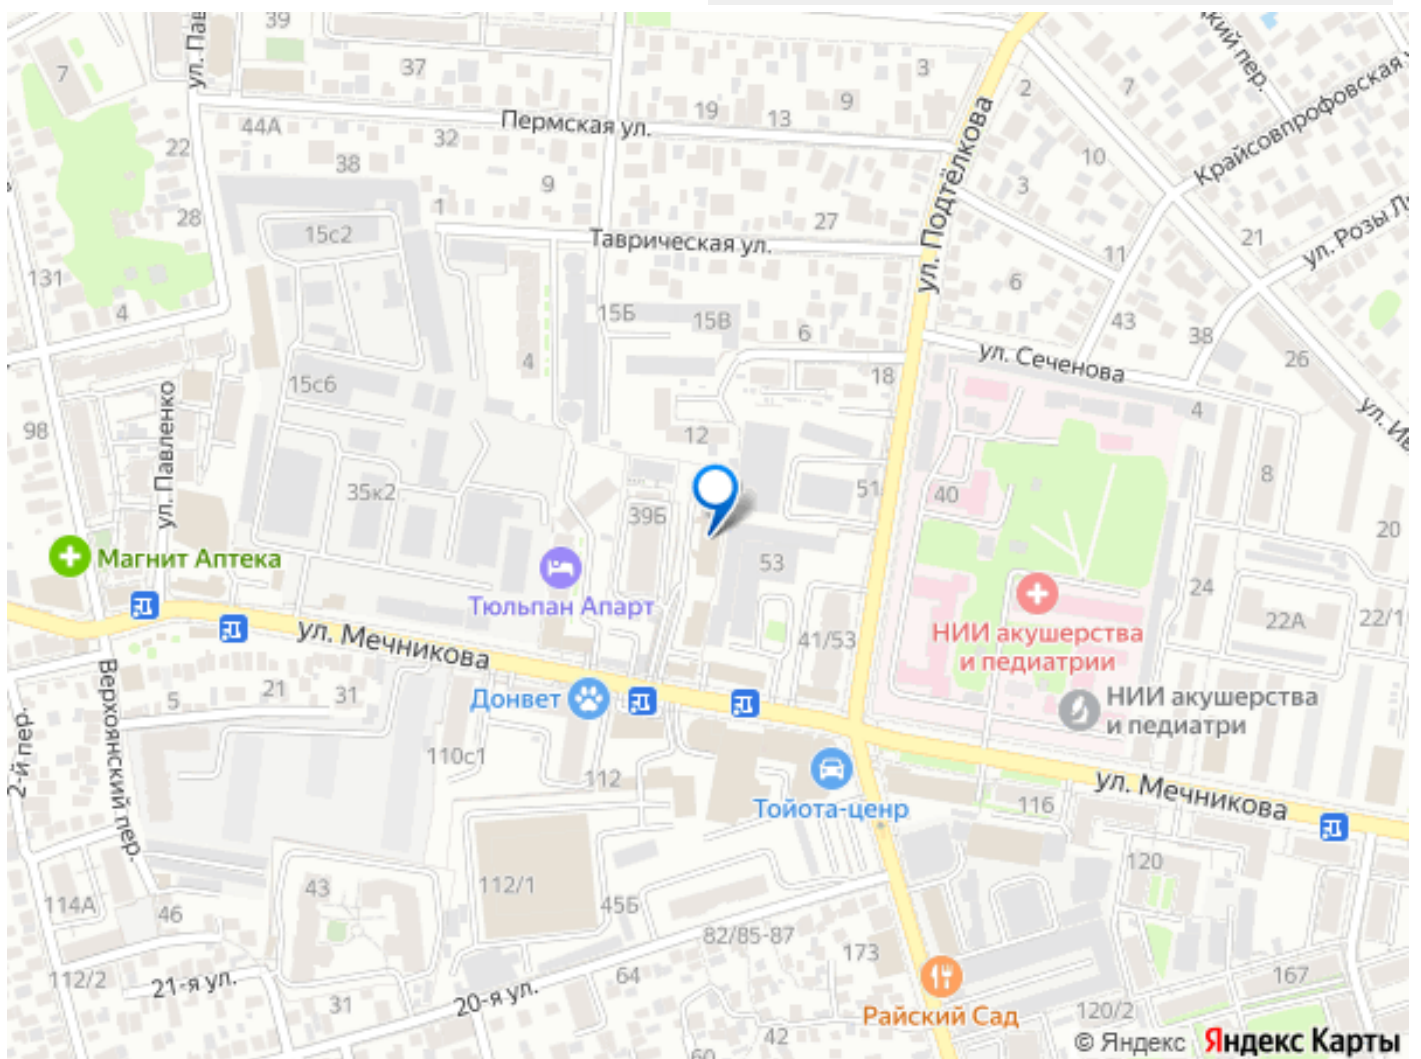 39
7
37
3
2
7
ул. Пав
кий пер.
19
9
13
Пермская ул.
44А
32
22
38
10
Крайсовпрофовская у
ул. Подтёлкова
9
3
1
28
15с2
Таврическая ул.
27
21
ул. Розы Л
11
131
6
4
15Б
15В
6
43
38
4
15с6
ул. Сеченова
26
18
ул. Павленко
98
12
4
ул. Ив
8
35к2
51
40
39Б
20
Магнит Аптека
53
24
Тюльпан Апарт
ул. Мечникова
41/53
НИИ акушерства
и педиатрии
22А
22/1
Верхоянский пер.
21
31
5
Донвет
НИИ акушерства
и педиатри
2-й пер.
110с1
112
Тойота-ценр
116
ул. Мечникова
120
43
112/1
114А
46
45Б
82/85-87
173
112/2
21-я ул.
64
167
20-я ул.
31
Райский Сад
120/2
42
60
© Яндекс Яндекс Карты